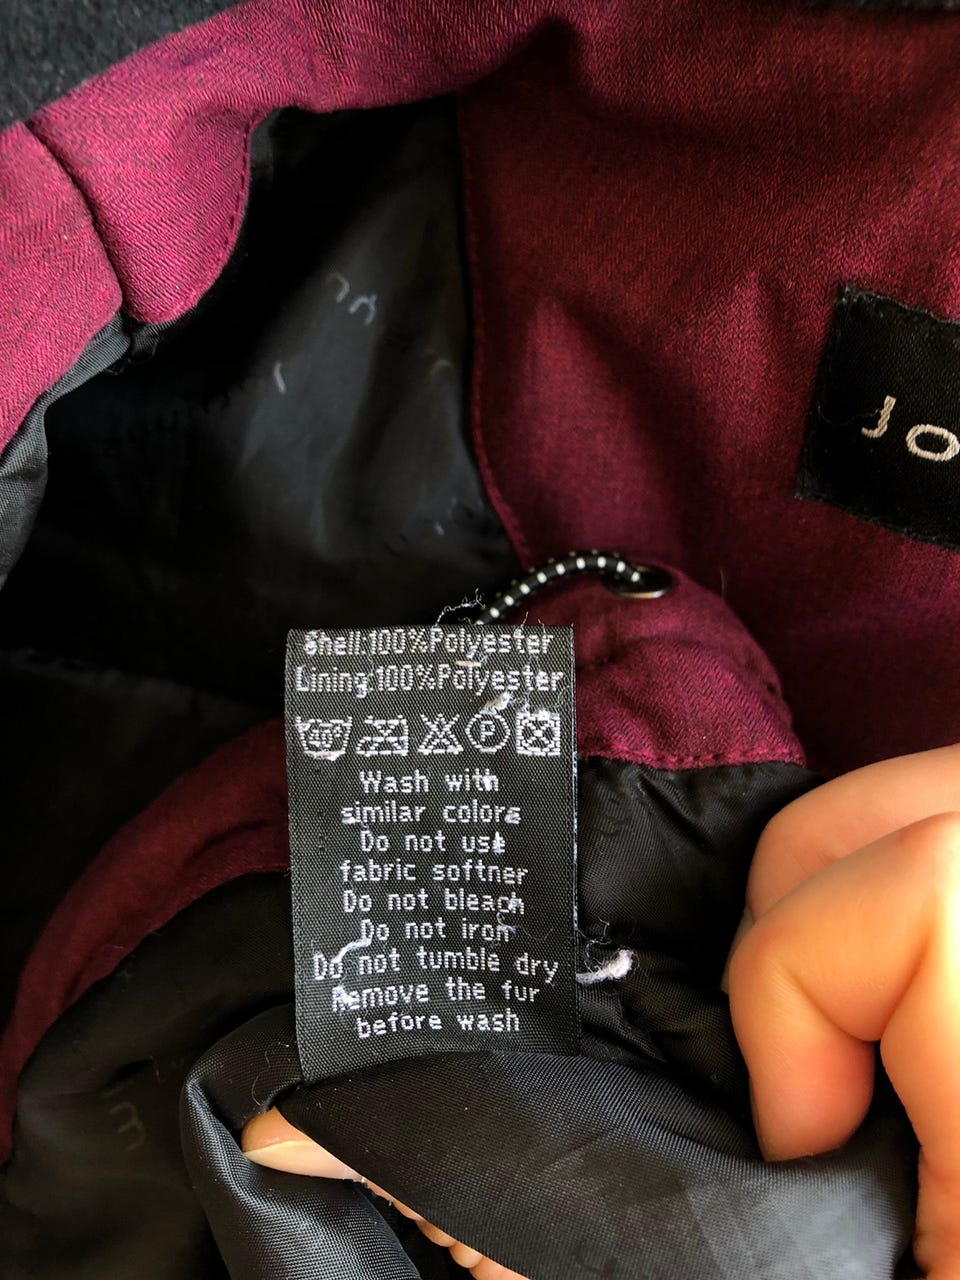 JO
Shell:100%Polyester
Lining:100%Polyester
40° P
Wash with
similar colors
Do not use
fabric softner
Do not bleach
Do not iron
Do not tumble dry
Remove the fur
before wash